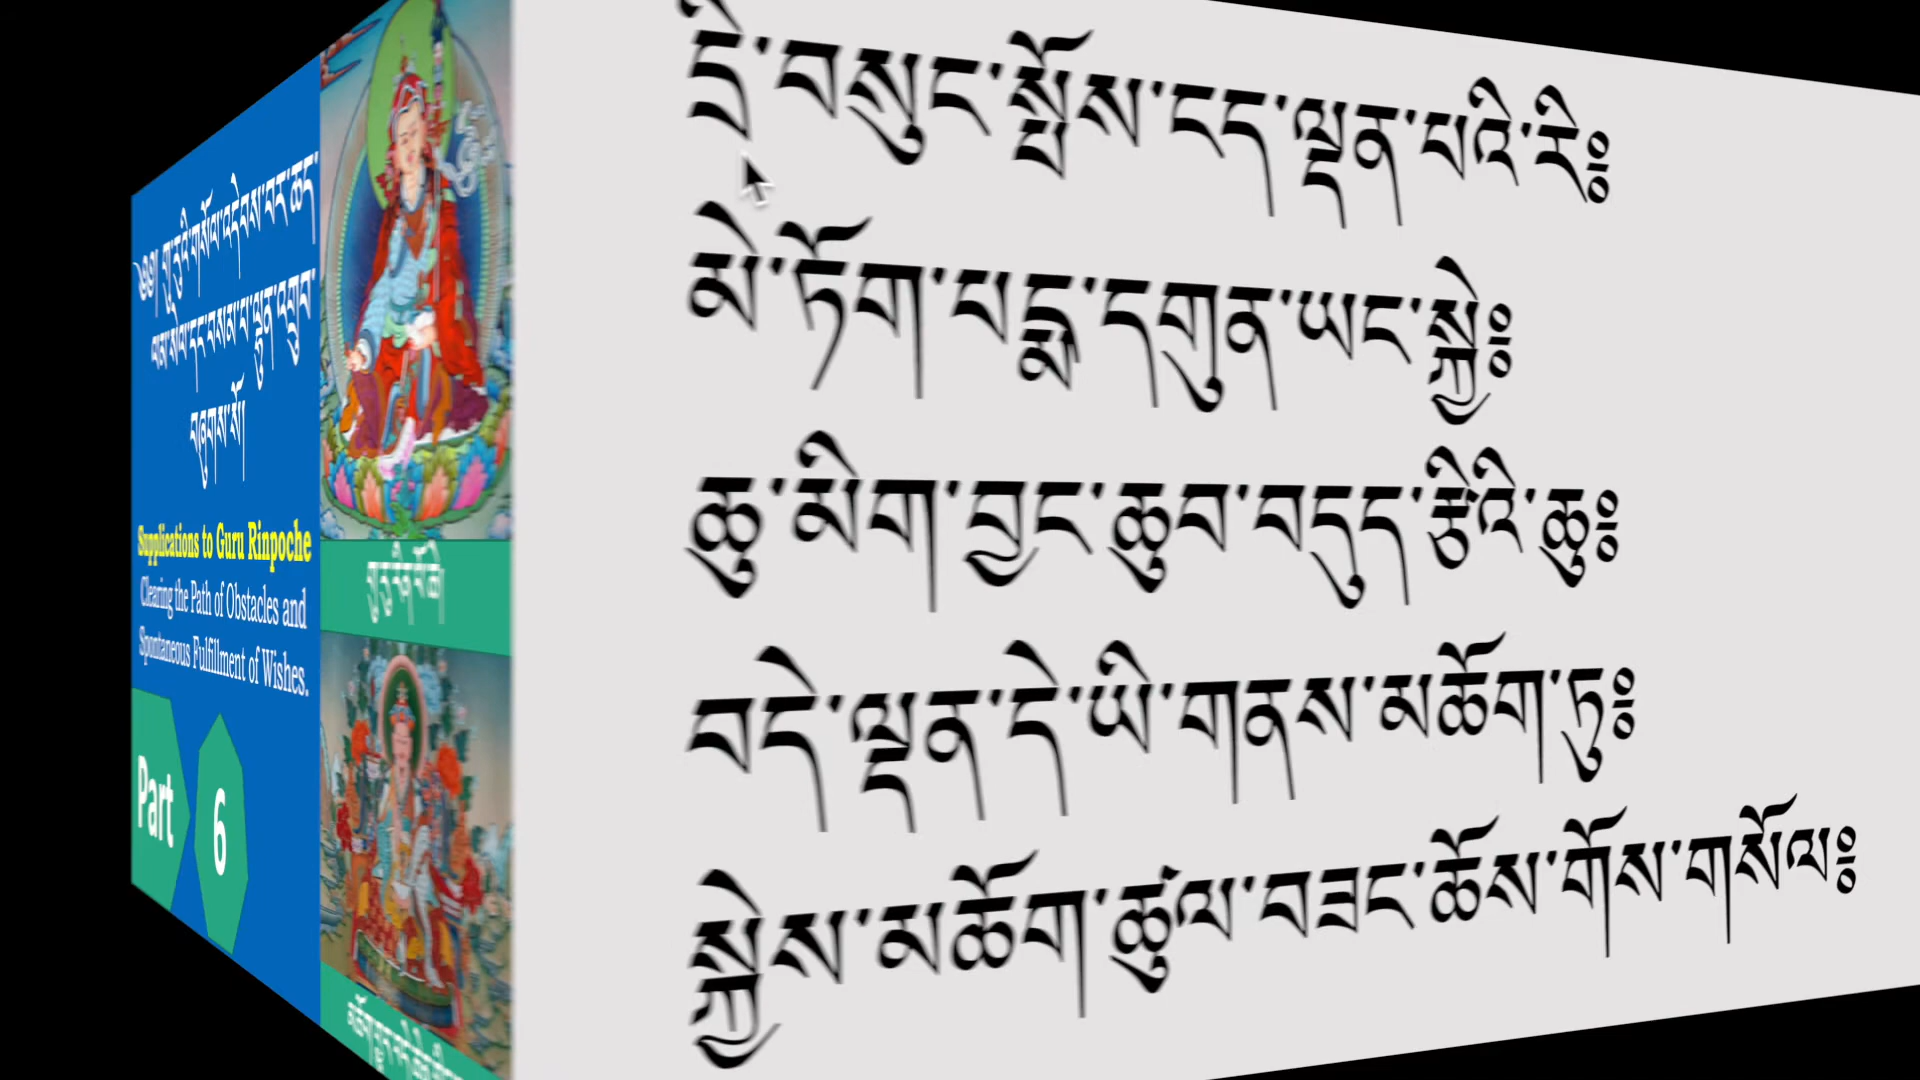 ༄༅། གུ་རུའི་གསོལ་འདེབས་བར་ཆད་
ལམ་སེལ་དང་བསམ་པ་ལྷུན་འགྲུབ་
བཞུགས་སོ།
Supplications to Guru Rinpoche
Clearing the Path of Obstacles and
Spontaneous Fulfillment of Wishes.
Part 6
གུ་རུ་རིན་པོ་ཆེ།
དྲི་བསུང་སྤོས་ངད་ལྡན་པའི་རི༔
མེ་ཏོག་པདྨ་དགུན་ཡང་སྐྱེ༔
ཆུ་མིག་བྱང་ཆུབ་བདུད་རྩིའི་ཆུ༔
བདེ་ལྡན་དེ་ཡི་གནས་མཆོག་ཏུ༔
སྐྱེས་མཆོག་ཚུལ་བཟང་ཆོས་གོས་གསོལ༔